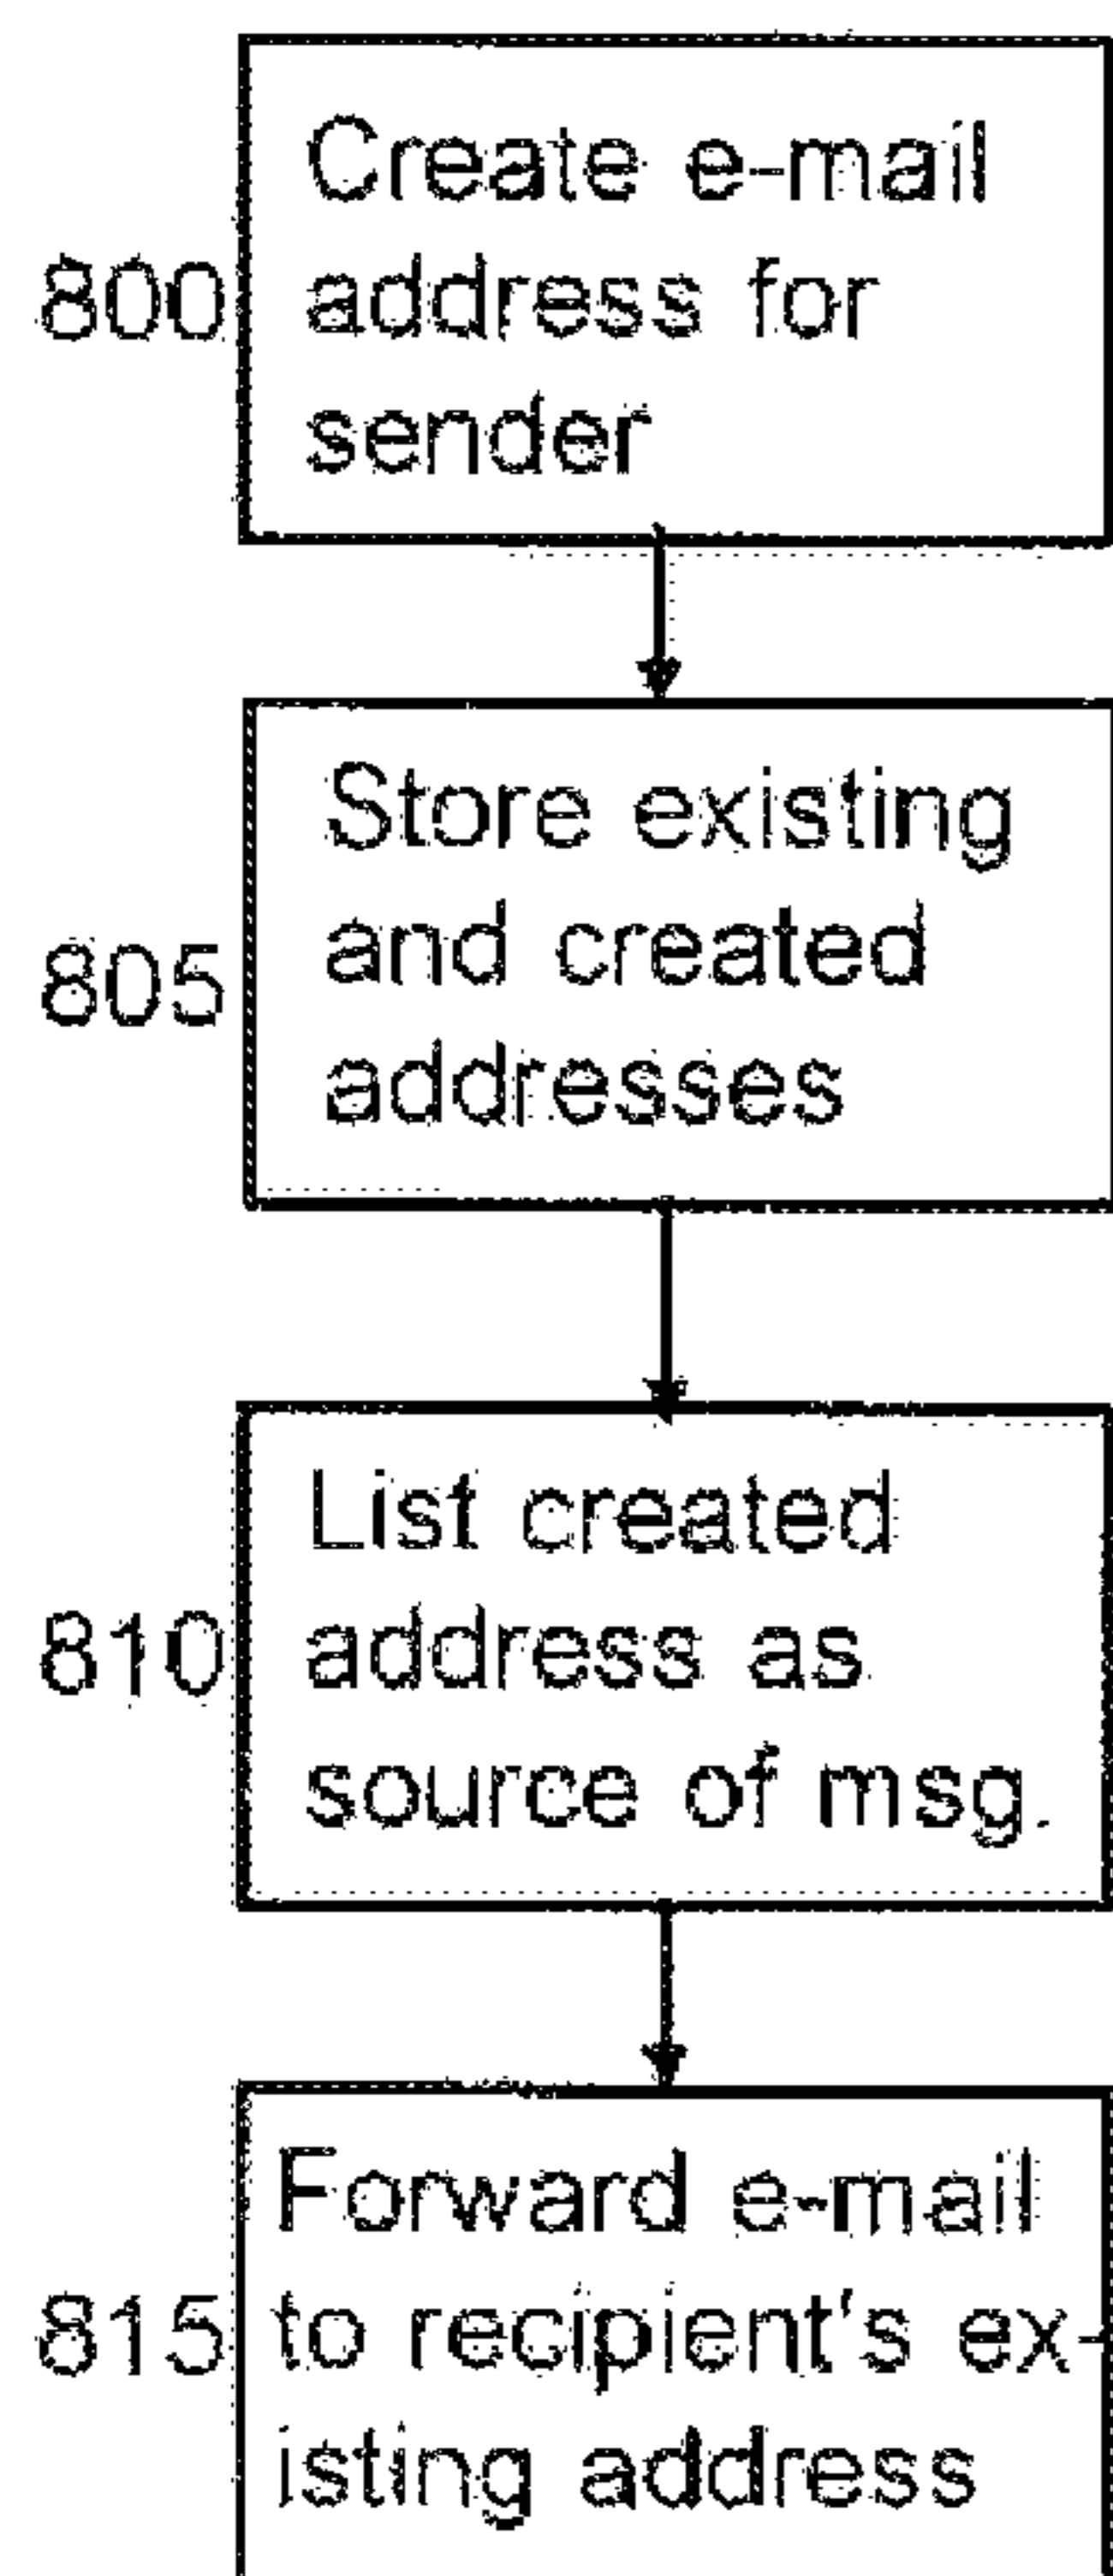 Create e-mail
800 address for
sender
Store existing
and created
805
addresses
List created
810 address as
source of msg.
Forward e-mail
815 to recipient's ex-
isting address